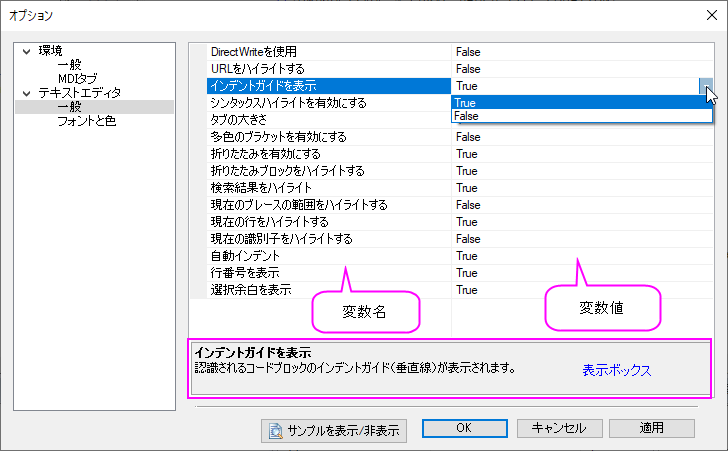 オプション
環境
一般
MDIタブ
テキストエディタ
一般
フォントと色
DirectWriteを使用 False
URLをハイライトする False
インデントガイドを表示 True
シンタックスハイライトを有効にする True
タブの大きさ False
多色のブラケットを有効にする False
折りたたみを有効にする True
折りたたみブロックをハイライトする True
検索結果をハイライト True
現在のブレースの範囲をハイライトする False
現在の行をハイライトする True
現在の識別子をハイライトする False
自動インデント True
行番号を表示 True
選択余白を表示 True
変数名
変数値
インデントガイドを表示
認識されるコードブロックのインデントガイド(垂直線)が表示されます。
表示ボックス
サンプルを表示/非表示
OK
キャンセル
適用